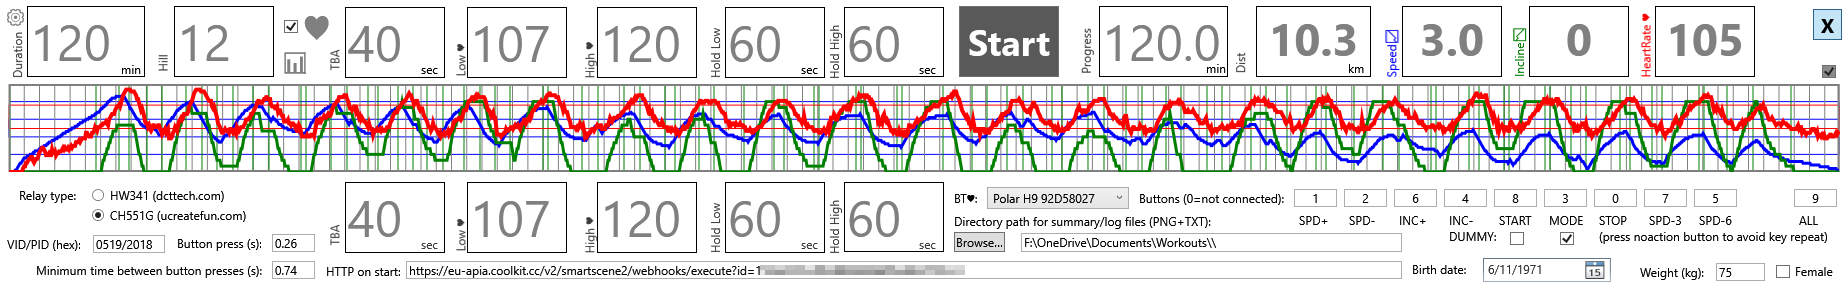 Duration 120 min Hill 12 TBA 40 sec Low♥ 107 High♥ 120 Hold Low 60 sec Hold High 60 sec Start Progress 120.0 min Dist 10.3 km Speed 3.0 Incline 0 HeartRate♥ 105 X
Relay type: HW341 (dcttech.com)
CH551G (ucreatefun.com)
VID/PID (hex): 0519/2018 Button press (s): 0.26
Minimum time between button presses (s): 0.74
TBA 40 sec Low♥ 107 High♥ 120 Hold Low 60 sec Hold High 60 sec
BT♥: Polar H9 92D58027 Buttons (0=not connected): 1 2 6 4 8 3 0 7 5 9
SPD+ SPD- INC+ INC- START MODE STOP SPD-3 SPD-6 ALL
Directory path for summary/log files (PNG+TXT):
DUMMY: (press noaction button to avoid key repeat)
Browse... F:\OneDrive\Documents\Workouts\\
HTTP on start: https://eu-apia.coolkit.cc/v2/smartscene2/webhooks/execute?id=1
Birth date: 6/11/1971 15 Weight (kg): 75 Female